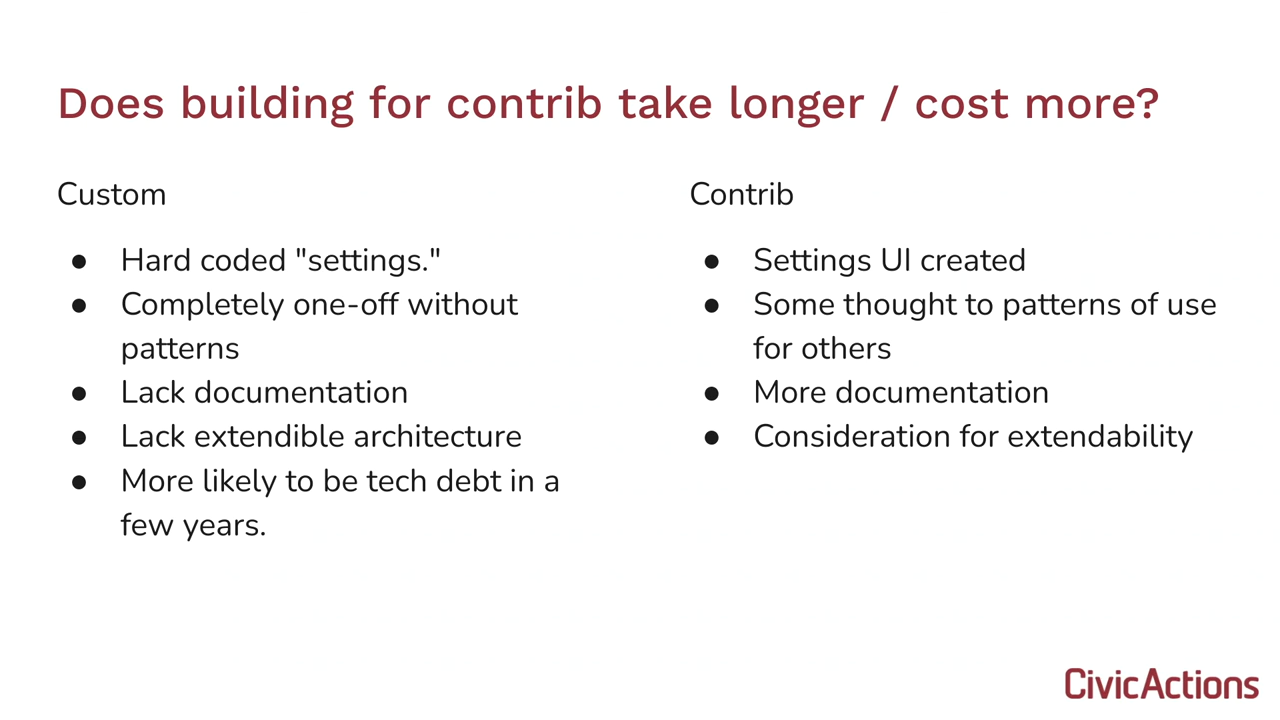 Does building for contrib take longer / cost more?
Custom
● Hard coded "settings."
● Completely one-off without
patterns
● Lack documentation
● Lack extendible architecture
● More likely to be tech debt in a
few years.
Contrib
● Settings UI created
● Some thought to patterns of use
for others
● More documentation
● Consideration for extendability
CivicActions